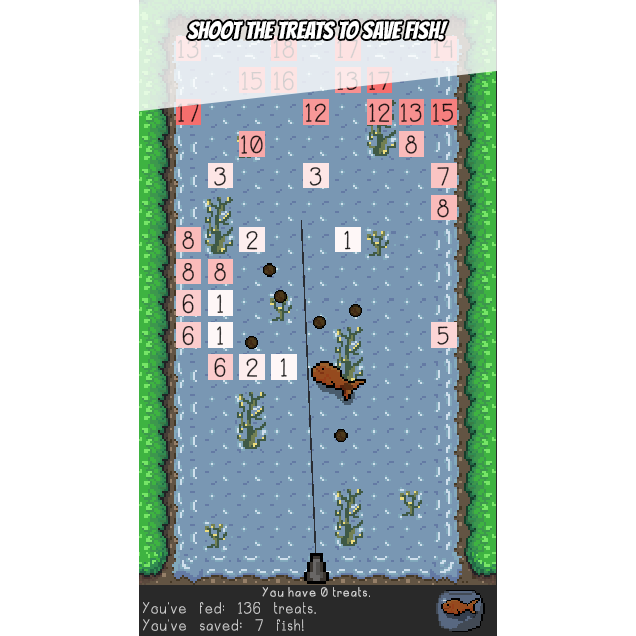 SHOOT THE TREATS TO SAVE FISH!
13 18 17 14
15 16 13 17
17 12 12 13 15
10 8
3 3 7
8
8 2 1
8 8
6 1
6 1 5
6 2 1
You have 0 treats.
You've fed: 136 treats.
You've saved: 7 fish!